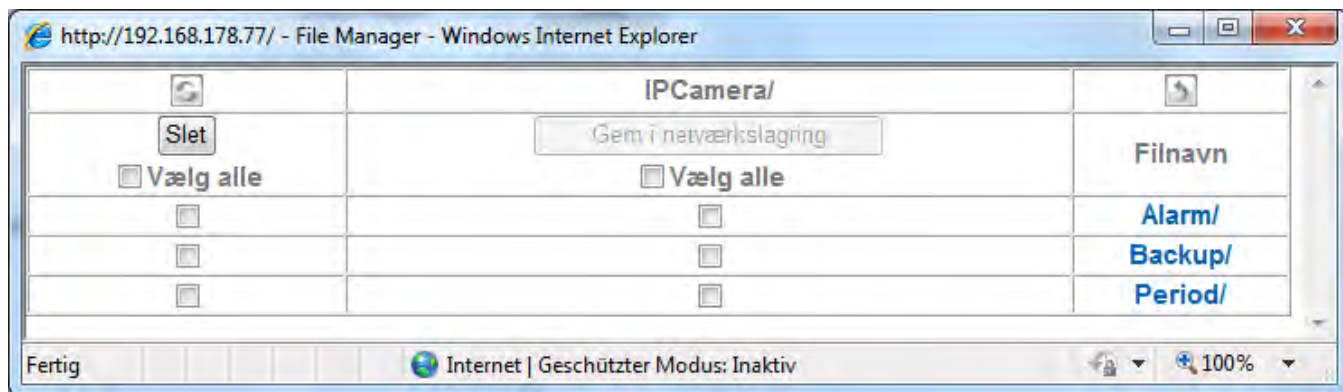 http://192.168.178.77/ - File Manager - Windows Internet Explorer
IPCamera/
Slet
Gem i netværkslagring
Filnavn
Vælg alle
Vælg alle
Alarm/
Backup/
Period/
Fertig
Internet | Geschützter Modus: Inaktiv
100%